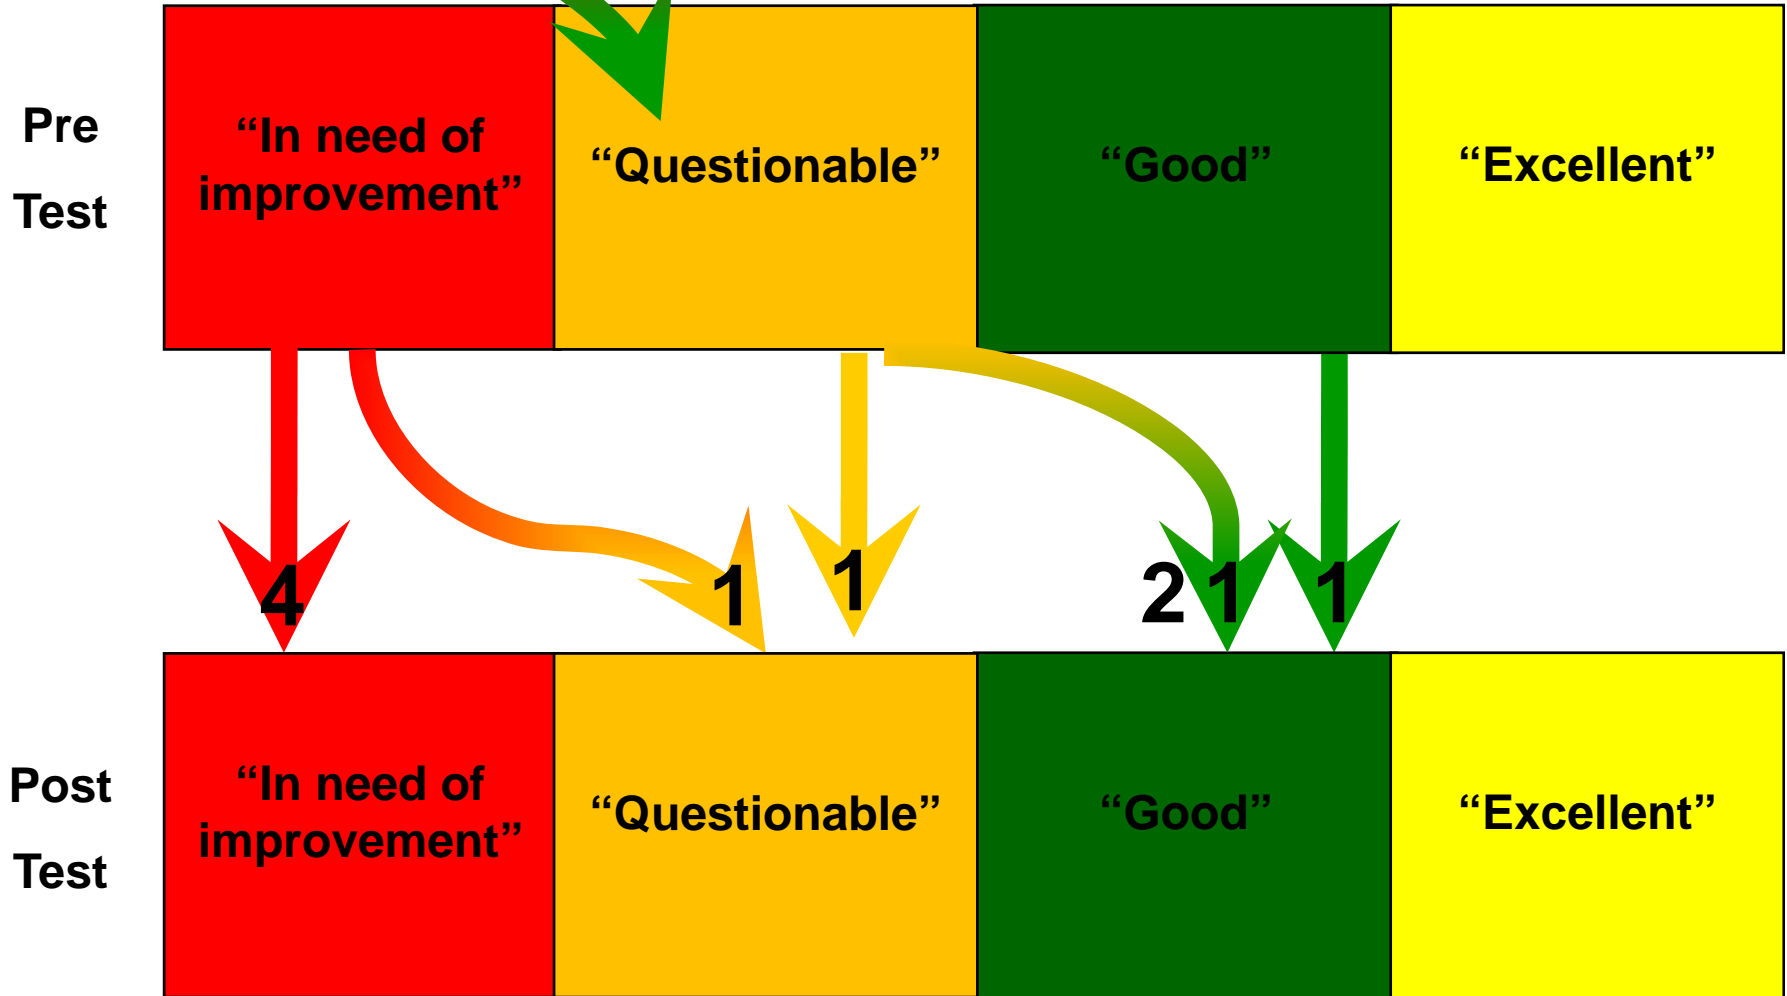 Pre
Test
“In need of
improvement”
“Questionable”
“Good”
“Excellent”
4
1
1
2
1
1
Post
Test
“In need of
improvement”
“Questionable”
“Good”
“Excellent”